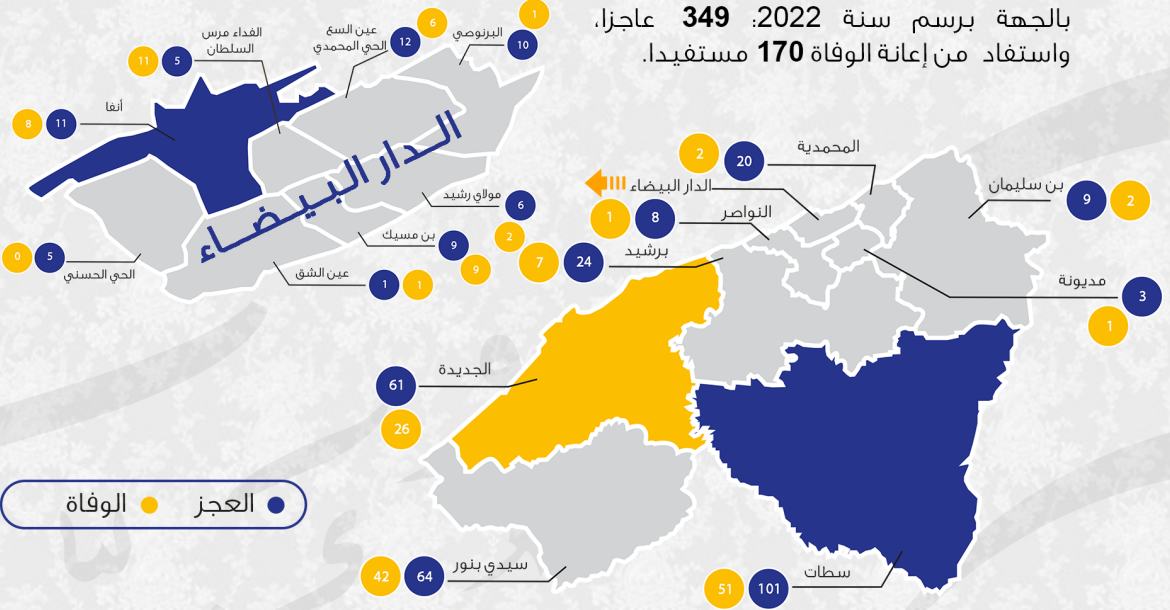 بالجهة برسم سنة 2022: 349 عاجزا،
واستفاد من إعانة الوفاة 170 مستفيدا.
1
البرنوصي
10
6
عين السع
الحي المحمدي
12
الفداء مرس
السلطان
11
5
أنفا
8
11
الدار البيضاء
مولاي رشيد
6
2
بن مسيك
9
9
عين الشق
1
1
الحي الحسني
0
5
المحمدية
2
20
الدار البيضاء
النواصر
1
8
برشيد
7
24
بن سليمان
9
2
مديونة
3
1
الجديدة
61
26
سيدي بنور
42
64
سطات
51
101
العجز
الوفاة